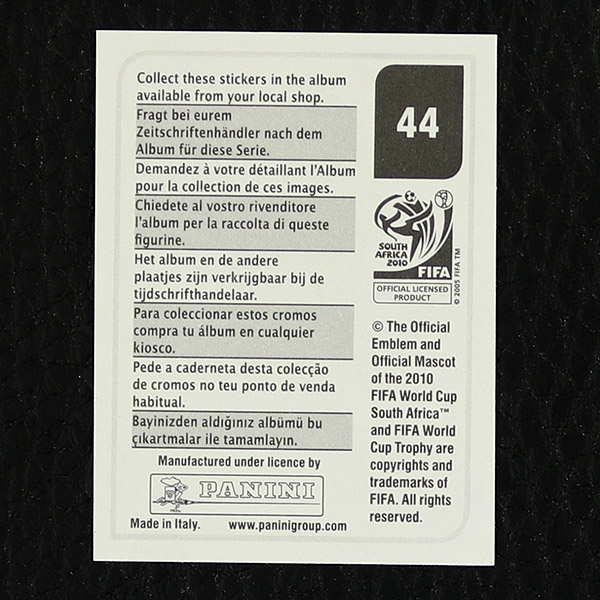 Collect these stickers in the album
available from your local shop.
Fragt bei eurem
Zeitschriftenhändler nach dem
Album für diese Serie.
Demandez à votre détaillant l'Album
pour la collection de ces images.
Chiedete al vostro rivenditore
l'album per la raccolta di queste
figurine.
Het album en de andere
plaatjes zijn verkrijgbaar bij de
tijdschrifthandelaar.
Para coleccionar estos cromos
compra tu álbum en cualquier
kiosco.
Pede a caderneta desta colecção
de cromos no teu ponto de venda
habitual.
Bayinizden aldığınız albümü bu
çıkartmalar ile tamamlayın.
Manufactured under licence by
PANINI
Made in Italy. www.paninigroup.com
44
SOUTH
AFRICA
2010
FIFA
© 2005 FIFA TM
OFFICIAL LICENSED
PRODUCT
© The Official
Emblem and
Official Mascot
of the 2010
FIFA World Cup
South Africa™
and FIFA World
Cup Trophy are
copyrights and
trademarks of
FIFA. All rights
reserved.